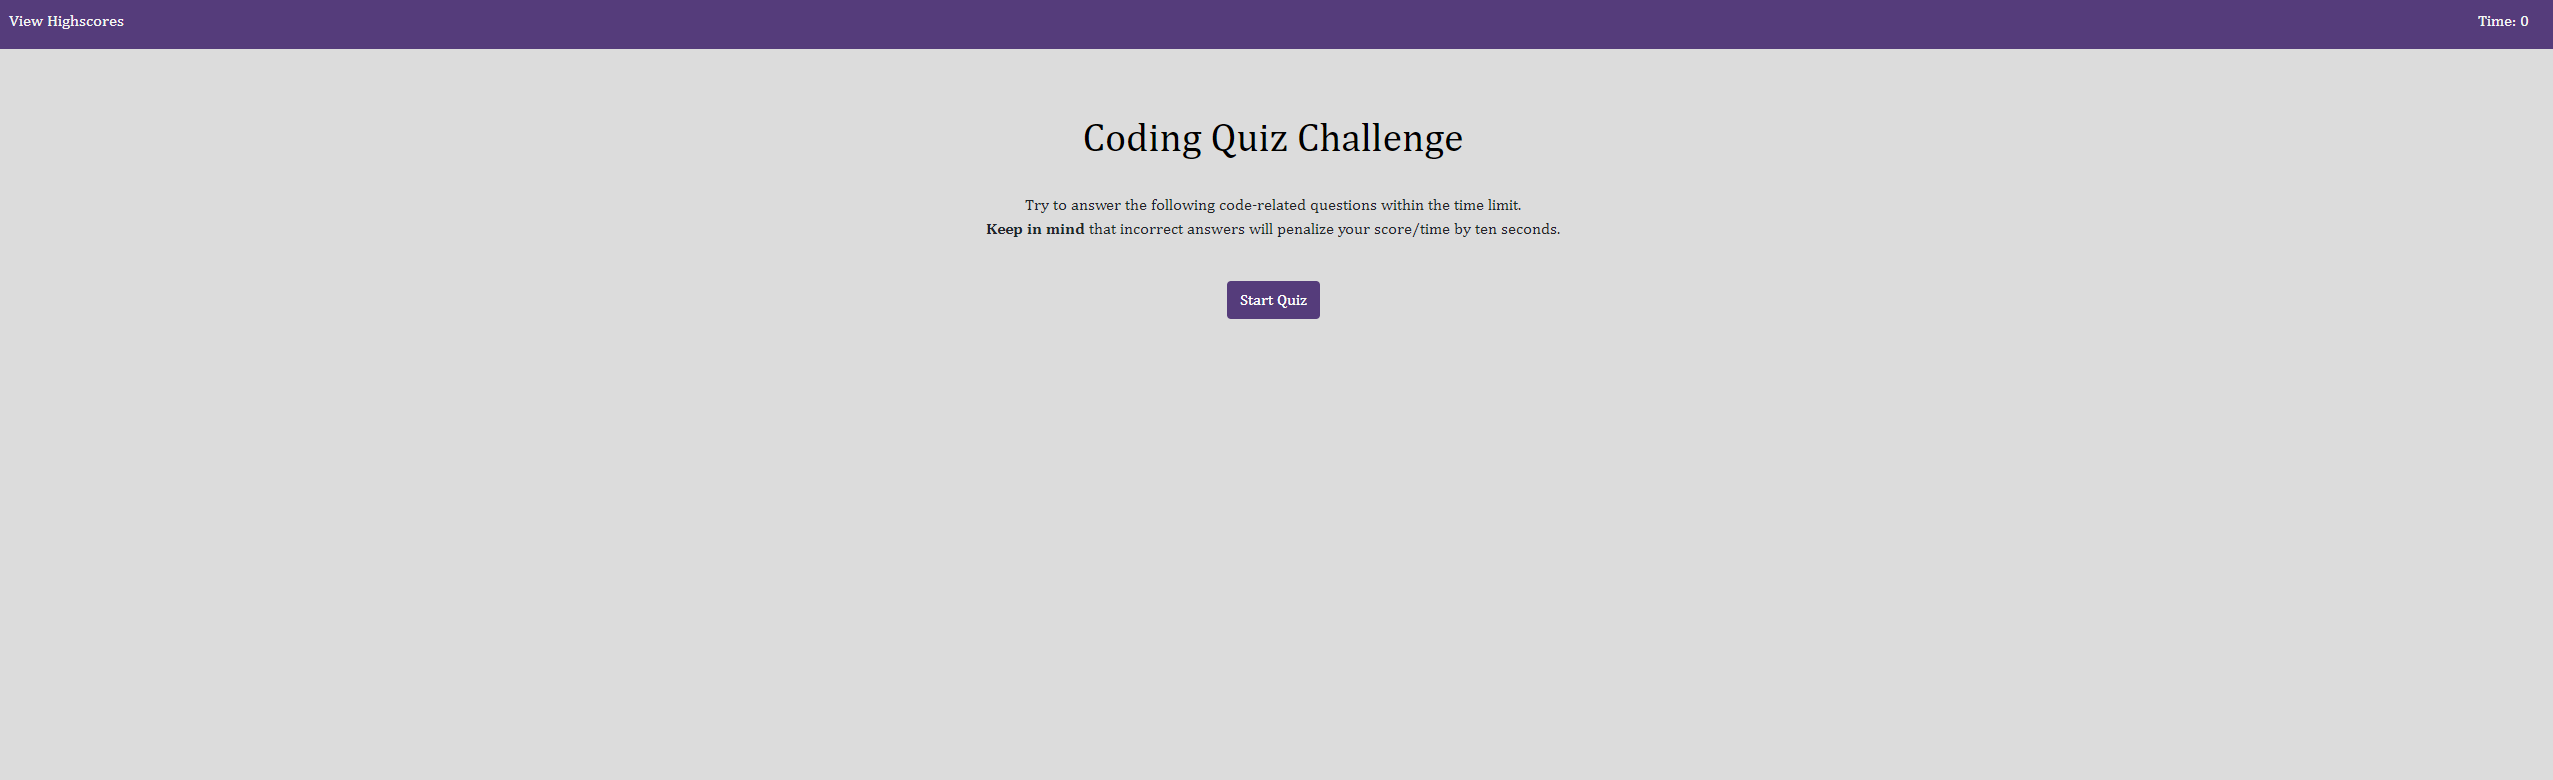 View Highscores
Time: 0
Coding Quiz Challenge
Try to answer the following code-related questions within the time limit.
Keep in mind that incorrect answers will penalize your score/time by ten seconds.
Start Quiz